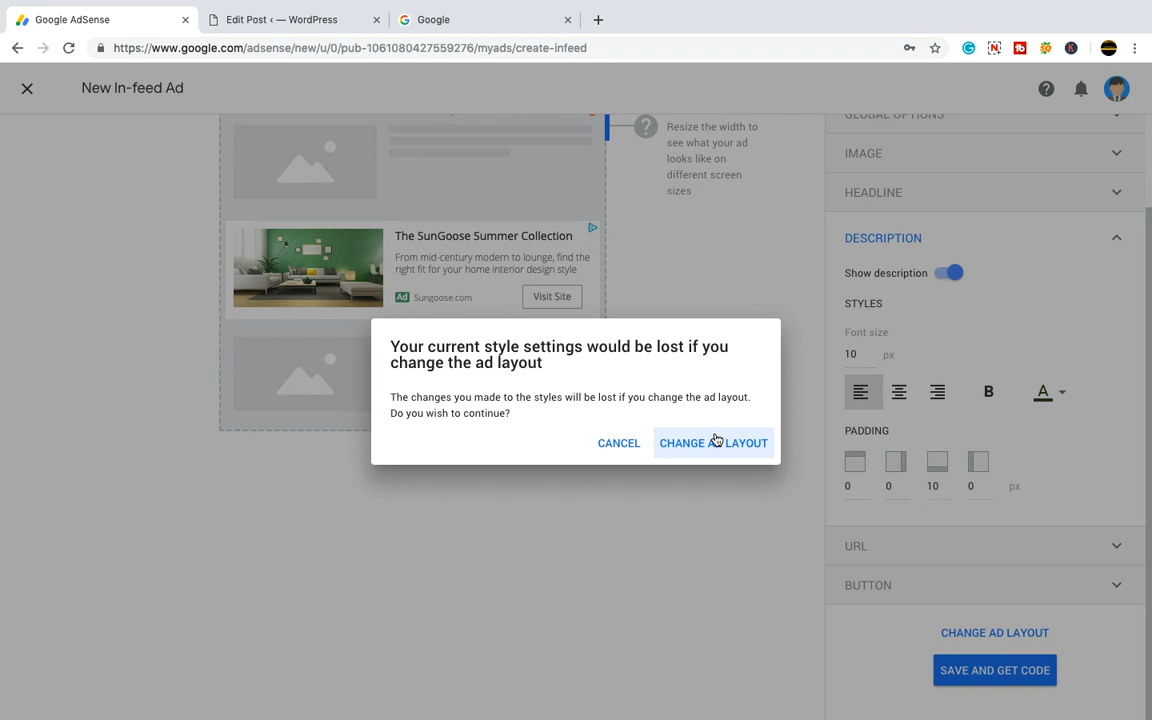 Google AdSense
Edit Post ‹ — WordPress
Google
https://www.google.com/adsense/new/u/0/pub-1061080427559276/myads/create-infeed
New In-feed Ad
Resize the width to
see what your ad
looks like on
different screen
sizes
The SunGoose Summer Collection
From mid-century modern to lounge, find the
right fit for your home interior design style
Ad Sungoose.com
Visit Site
Your current style settings would be lost if you
change the ad layout
The changes you made to the styles will be lost if you change the ad layout.
Do you wish to continue?
CANCEL
CHANGE AD LAYOUT
GLOBAL OPTIONS
IMAGE
HEADLINE
DESCRIPTION
Show description
STYLES
Font size
10 px
B
A
PADDING
0 0 10 0 px
URL
BUTTON
CHANGE AD LAYOUT
SAVE AND GET CODE